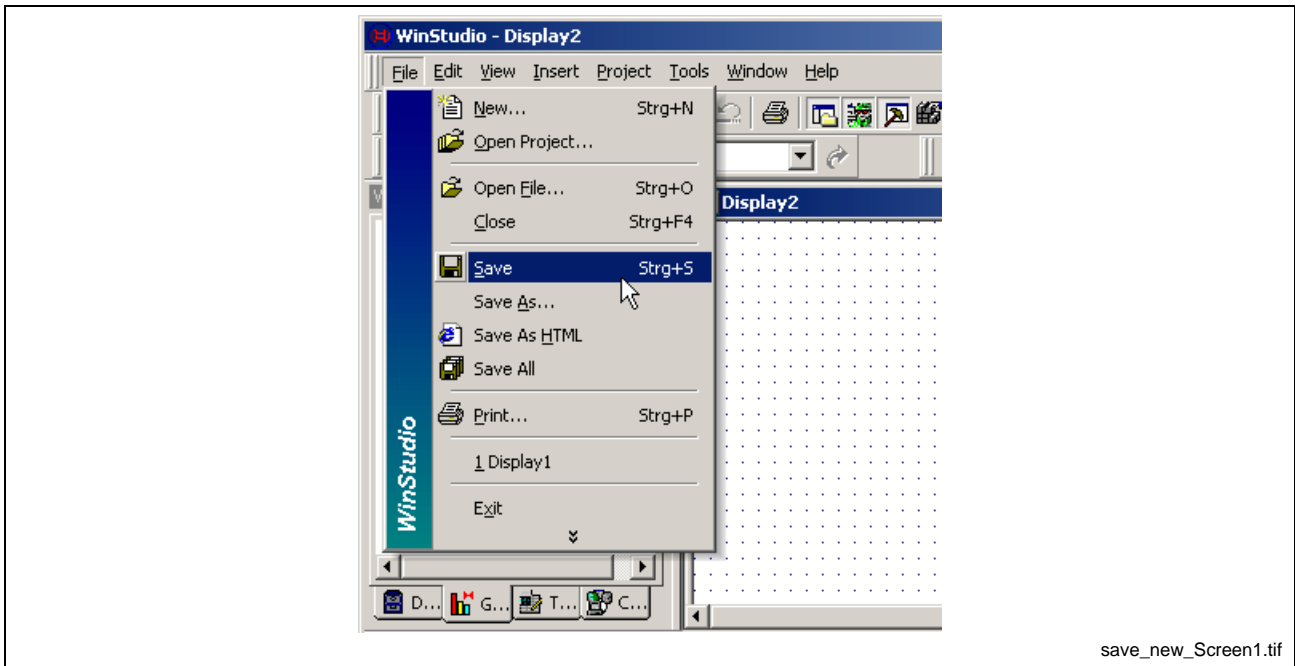 WinStudio - Display2
File Edit View Insert Project Tools Window Help
New... Strg+N
Open Project...
Open File... Strg+O
Close Strg+F4
Display2
Save Strg+S
Save As...
Save As HTML
Save All
Print... Strg+P
1 Display1
Exit
WinStudio
D... G... T... C...
save_new_Screen1.tif